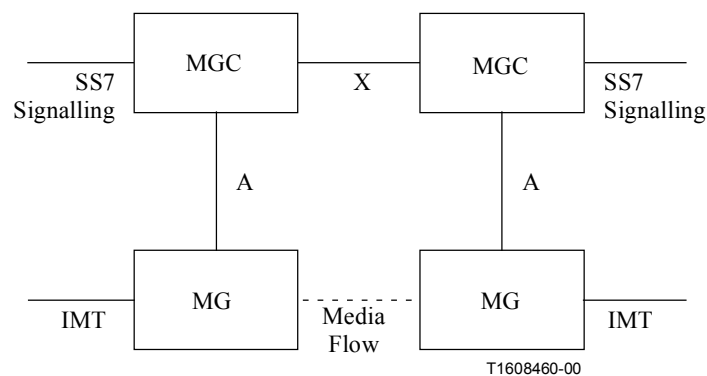 MGC
MGC
X
SS7
Signalling
SS7
Signalling
A
A
MG
MG
IMT
Media
Flow
IMT
T1608460-00